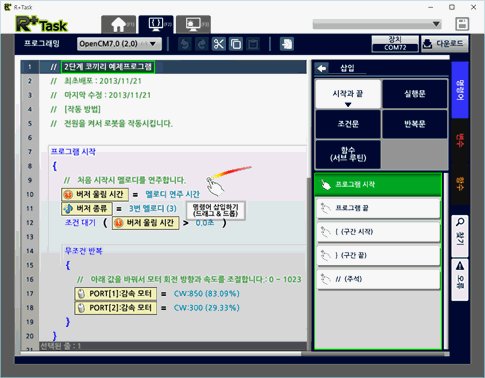 R+Task
R+Task
(F1)
(F2)
(F3)
프로그래밍
OpenCM7.0 (2.0)
장치
COM72
다운로드
1 // 2단계 코끼리 예제프로그램
2 // 최초배포 : 2013/11/21
3 // 마지막 수정 : 2013/11/21
4 // [작동 방법]
5 // 전원을 켜서 로봇을 작동시킵니다.
6
7 프로그램 시작
8 {
9 // 처음 시작시 멜로디를 연주합니다.
10 버저 울림 시간 = 멜로디 연주 시간
11 버저 종류 = 3번 멜로디 (3)
12 조건 대기 ( 버저 울림 시간 > 0.0초 )
13
14 무조건 반복
15 {
16 // 아래 값을 바꿔서 모터 회전 방향과 속도를 조절합니다.: 0 ~ 1023
17 PORT[1]:감속 모터 = CW:850 (83.09%)
18 PORT[2]:감속 모터 = CW:300 (29.33%)
19 }
20 }
21
선택된 줄 : 1
명령어 삽입하기
(드래그 & 드롭)
삽입
시작과 끝
실행문
조건문
반복문
함수
(서브 루틴)
프로그램 시작
프로그램 끝
{ (구간 시작)
} (구간 끝)
// (주석)
명령어
변수
함수
찾기
오류